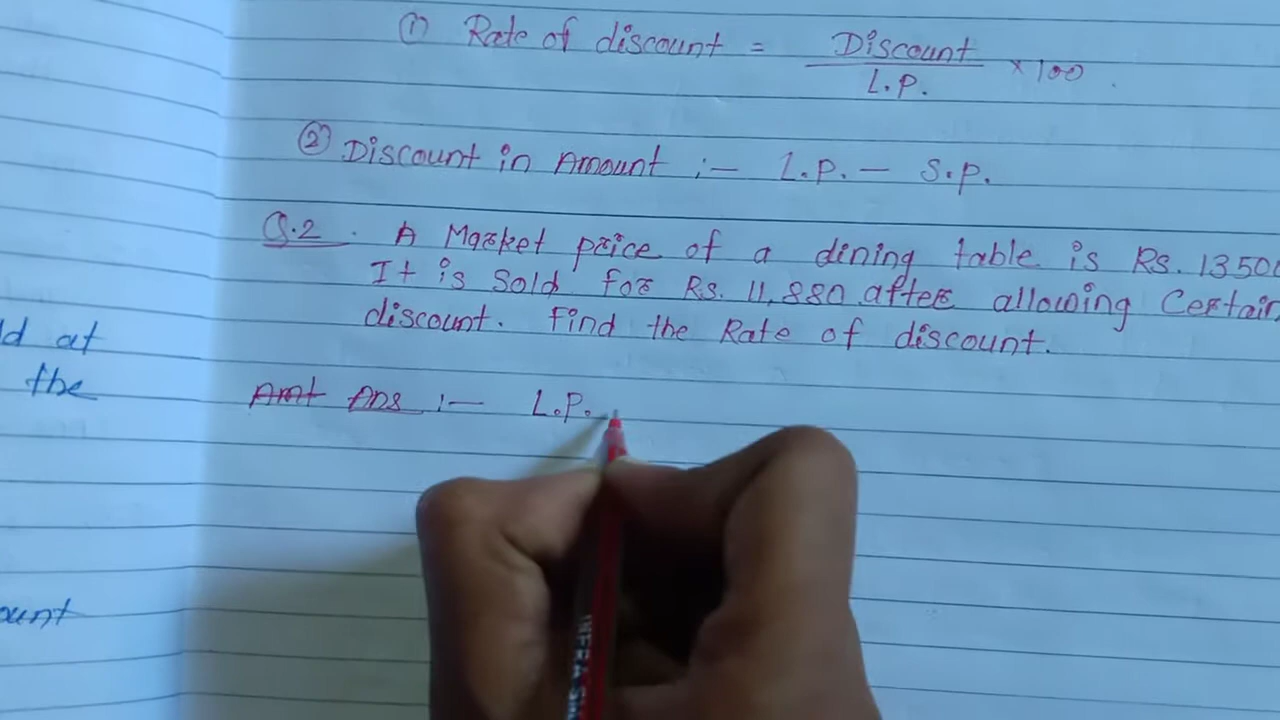 ① Rate of discount = Discount / L.P. × 100
② Discount in Amount :- L.P. - S.P.
Q.2. A Market price of a dining table is Rs. 13500
It is Sold for Rs. 11,880 after allowing Certain
discount. Find the Rate of discount.
d at
the
Amt Ans :- L.P.
ount